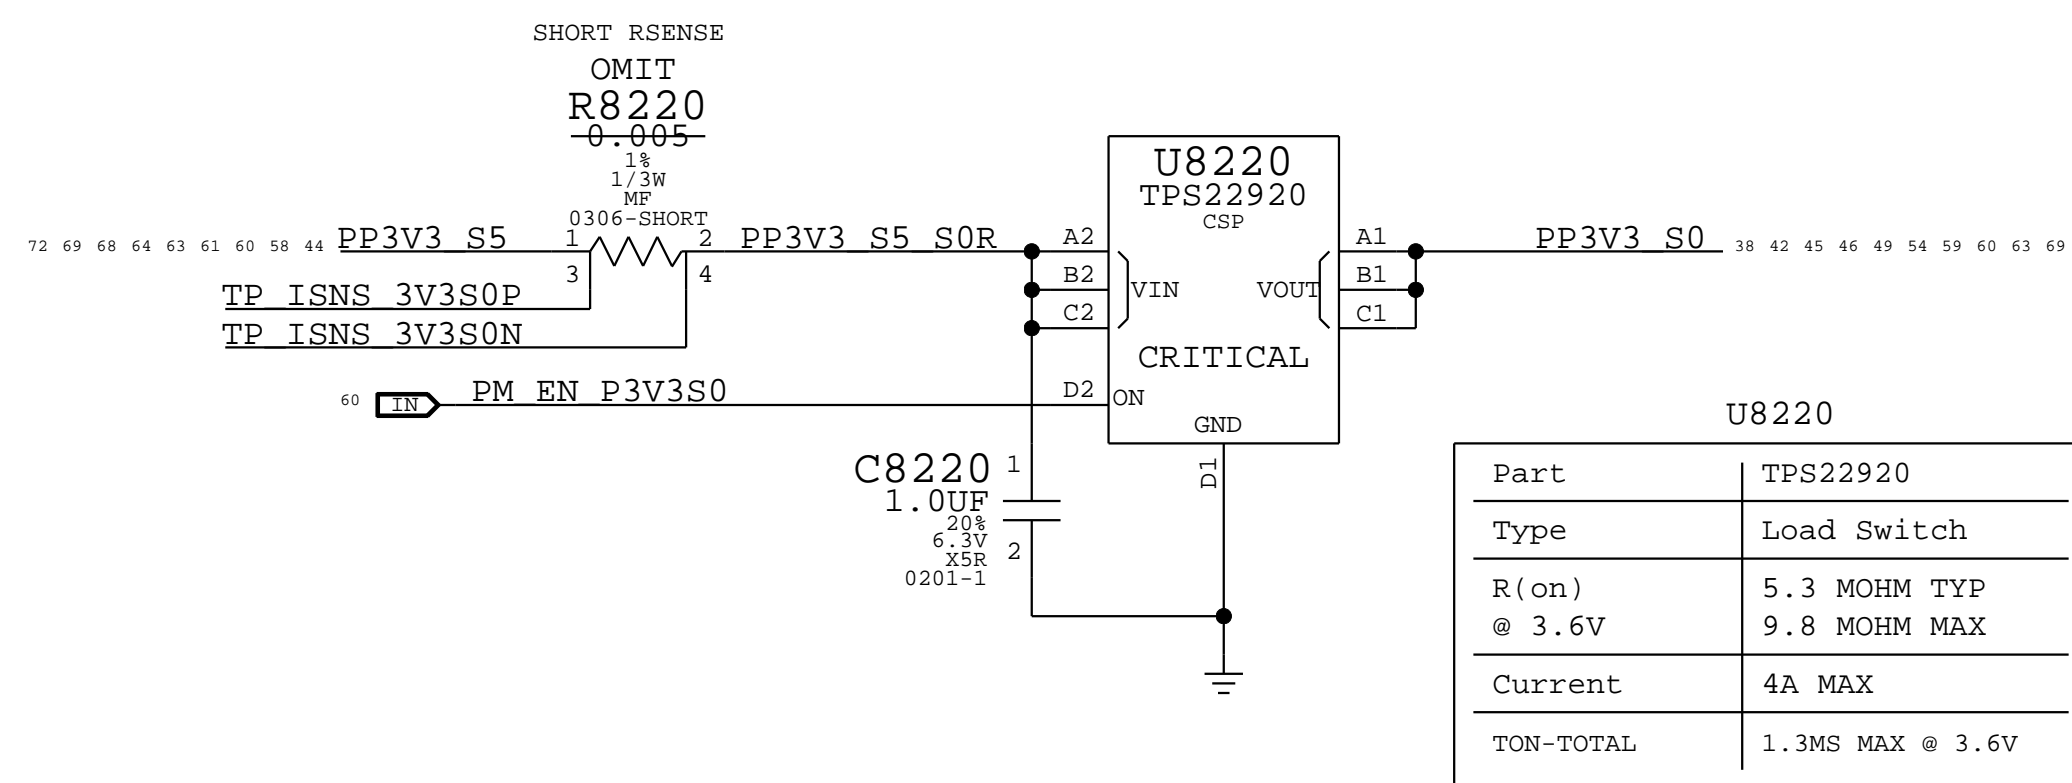 SHORT RSENSE
OMIT
R8220
0.005
1%
1/3W
MF
0306-SHORT
72 69 68 64 63 61 60 58 44 PP3V3_S5
1
2
3
4
PP3V3_S5_S0R
TP_ISNS_3V3S0P
TP_ISNS_3V3S0N
60 IN PM_EN_P3V3S0
U8220
TPS22920
CSP
A2
B2
C2
D2
VIN
VOUT
A1
B1
C1
CRITICAL
ON
GND
D1
PP3V3_S0 38 42 45 46 49 54 59 60 63 69
C8220
1.0UF
20%
6.3V
X5R
0201-1
1
2
U8220
Part TPS22920
Type Load Switch
R(on) 5.3 MOHM TYP
@ 3.6V 9.8 MOHM MAX
Current 4A MAX
TON-TOTAL 1.3MS MAX @ 3.6V